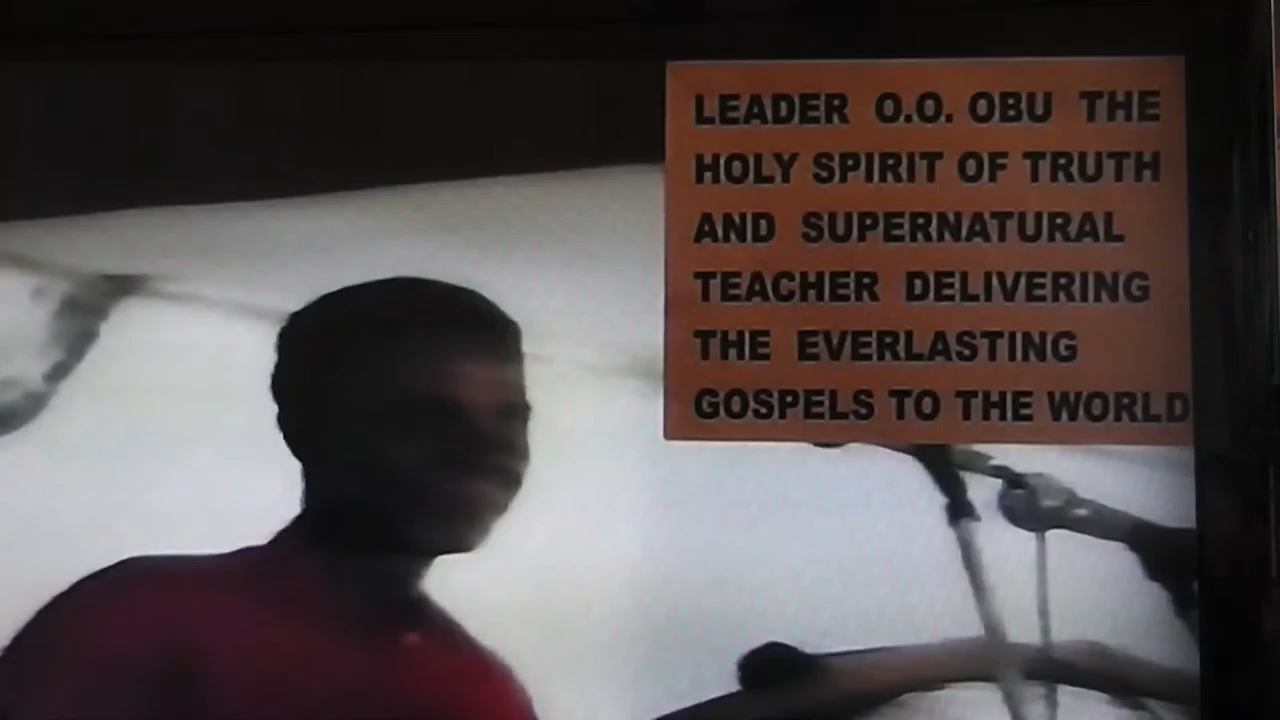 LEADER O.O. OBU THE
HOLY SPIRIT OF TRUTH
AND SUPERNATURAL
TEACHER DELIVERING
THE EVERLASTING
GOSPELS TO THE WORLD